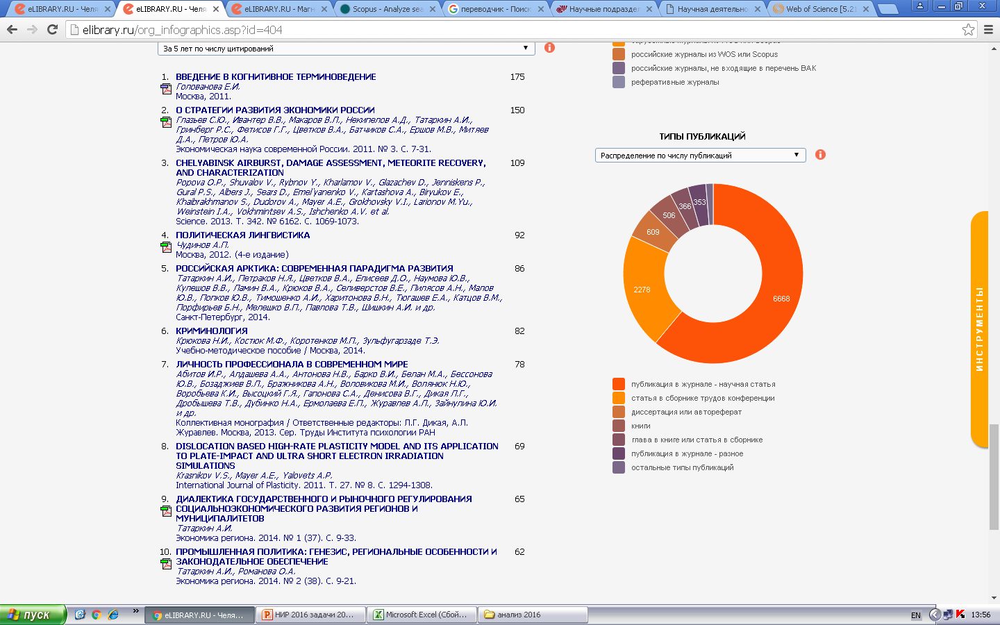 eLIBRARY.RU - Челя
eLIBRARY.RU - Челя
eLIBRARY.RU - Магн
Scopus - Analyze sea
переводчик - Поиск
Научные подраздел
Научная деятельно
Web of Science [5.21
elibrary.ru/org_infographics.asp?id=404
За 5 лет по числу цитирований
1. ВВЕДЕНИЕ В КОГНИТИВНОЕ ТЕРМИНОВЕДЕНИЕ 175
Голованова Е.И.
Москва, 2011.
2. О СТРАТЕГИИ РАЗВИТИЯ ЭКОНОМИКИ РОССИИ 150
Глазьев С.Ю., Ивантер В.В., Макаров В.Л., Некипелов А.Д., Татаркин А.И.,
Гринберг Р.С., Фетисов Г.Г., Цветков В.А., Батчиков С.А., Ершов М.В., Митяев
Д.А., Петров Ю.А.
Экономическая наука современной России. 2011. № 3. С. 7-31.
3. CHELYABINSK AIRBURST, DAMAGE ASSESSMENT, METEORITE RECOVERY, 109
AND CHARACTERIZATION
Popova O.P., Shuvalov V., Rybnov Y., Kharlamov V., Glazachev D., Jenniskens P.,
Gural P.S., Albers J., Sears D., Emel'yanenko V., Kartashova A., Biryukov E.,
Khaibrakhmanov S., Dudorov A., Mayer A.E., Grokhovsky V.I., Larionov M.Yu.,
Weinstein I.A., Vokhmintsev A.S., Ishchenko A.V. et al.
Science. 2013. Т. 342. № 6162. С. 1069-1073.
4. ПОЛИТИЧЕСКАЯ ЛИНГВИСТИКА 92
Чудинов А.П.
Москва, 2012. (4-е издание)
5. РОССИЙСКАЯ АРКТИКА: СОВРЕМЕННАЯ ПАРАДИГМА РАЗВИТИЯ 86
Татаркин А.И., Петраков Н.Я., Цветков В.А., Елисеев Д.О., Наумова Ю.В.,
Кулешов В.В., Ламин В.А., Крюков В.А., Селиверстов В.Е., Пилясов А.Н., Малов
Ю.В., Попков Ю.В., Тимошенко А.И., Харитонова В.Н., Тюгашев Е.А., Катцов В.М.,
Порфирьев Б.Н., Мелешко В.П., Павлова Т.В., Шишкин А.И. и др.
Санкт-Петербург, 2014.
6. КРИМИНОЛОГИЯ 82
Крюкова Н.И., Костюк М.Ф., Коротенков М.П., Зульфугарзаде Т.Э.
Учебно-методическое пособие / Москва, 2014.
7. ЛИЧНОСТЬ ПРОФЕССИОНАЛА В СОВРЕМЕННОМ МИРЕ 78
Абитов И.Р., Алдашева А.А., Антонова Н.В., Барко В.И., Белан М.А., Бессонова
Ю.В., Бозаджиев В.Л., Бражникова А.Н., Воловикова М.И., Волянюк Н.Ю.,
Воробьева К.И., Высоцкий Г.Я., Гапонова С.А., Денисова В.Г., Дикая Л.Г.,
Дробышева Т.В., Дубинко Н.А., Ермолаева Е.П., Журавлев А.Л., Зайнулина Ю.И.
и др.
Коллективная монография / Ответственные редакторы: Л.Г. Дикая, А.Л.
Журавлев. Москва, 2013. Сер. Труды Института психологии РАН
8. DISLOCATION BASED HIGH-RATE PLASTICITY MODEL AND ITS APPLICATION 69
TO PLATE-IMPACT AND ULTRA SHORT ELECTRON IRRADIATION
SIMULATIONS
Krasnikov V.S., Mayer A.E., Yalovets A.P.
International Journal of Plasticity. 2011. Т. 27. № 8. С. 1294-1308.
9. ДИАЛЕКТИКА ГОСУДАРСТВЕННОГО И РЫНОЧНОГО РЕГУЛИРОВАНИЯ 65
СОЦИАЛЬНОЭКОНОМИЧЕСКОГО РАЗВИТИЯ РЕГИОНОВ И
МУНИЦИПАЛИТЕТОВ
Татаркин А.И.
Экономика региона. 2014. № 1 (37). С. 9-33.
10. ПРОМЫШЛЕННАЯ ПОЛИТИКА: ГЕНЕЗИС, РЕГИОНАЛЬНЫЕ ОСОБЕННОСТИ И 62
ЗАКОНОДАТЕЛЬНОЕ ОБЕСПЕЧЕНИЕ
Татаркин А.И., Романова О.А.
Экономика региона. 2014. № 2 (38). С. 9-21.
российские журналы из WOS или Scopus
российские журналы, не входящие в перечень ВАК
реферативные журналы
ТИПЫ ПУБЛИКАЦИЙ
Распределение по числу публикаций
353
366
506
609
2278
6668
публикация в журнале - научная статья
статья в сборнике трудов конференции
диссертация или автореферат
книги
глава в книге или статья в сборнике
публикация в журнале - разное
остальные типы публикаций
ИНСТРУМЕНТЫ
пуск
eLIBRARY.RU - Челя...
НИР 2016 задачи 20...
Microsoft Excel (Сбой...
анализ 2016
EN
13:56